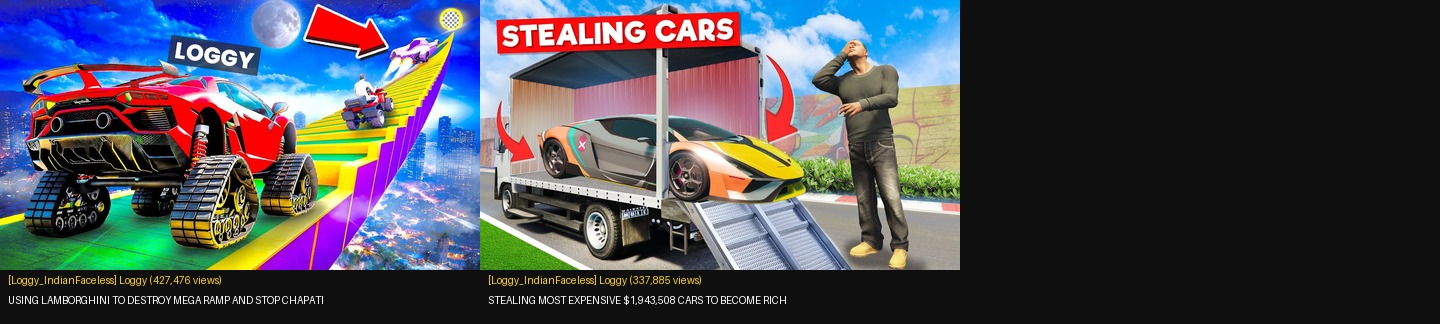 LOGGY
STEALING CARS
[Loggy_IndianFaceless] Loggy (427,476 views)
USING LAMBORGHINI TO DESTROY MEGA RAMP AND STOP CHAPATI
[Loggy_IndianFaceless] Loggy (337,885 views)
STEALING MOST EXPENSIVE $1,943,508 CARS TO BECOME RICH